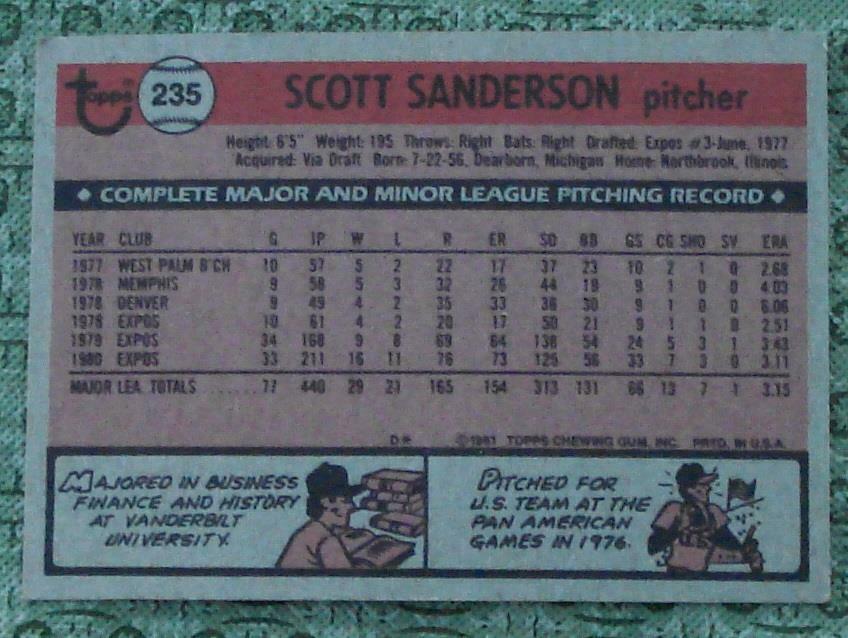 Topps®
235
SCOTT SANDERSON pitcher
Height: 6'5" Weight: 195 Throws: Right Bats: Right Drafted: Expos #3-June, 1977
Acquired: Via Draft Born: 7-22-56, Dearborn, Michigan Home: Northbrook, Illinois
◆ COMPLETE MAJOR AND MINOR LEAGUE PITCHING RECORD ◆
YEAR CLUB G IP W L R ER SO BB GS CG SHO SV ERA
1977 WEST PALM B'CH 10 57 5 2 22 17 37 23 10 2 1 0 2.68
1978 MEMPHIS 9 58 5 3 32 26 44 19 9 1 0 0 4.03
1978 DENVER 9 49 4 2 35 33 36 30 9 1 0 0 6.06
1978 EXPOS 10 61 4 2 20 17 50 21 9 1 1 0 2.51
1979 EXPOS 34 168 9 8 69 64 138 54 24 5 3 1 3.43
1980 EXPOS 33 211 16 11 76 73 125 56 33 7 3 0 3.11
MAJOR LEA. TOTALS ....... 77 440 29 21 165 154 313 131 66 13 7 1 3.15
©1981 TOPPS CHEWING GUM, INC. PRTD. IN U.S.A.
MAJORED IN BUSINESS
FINANCE AND HISTORY
AT VANDERBILT
UNIVERSITY.
PITCHED FOR
U.S. TEAM AT THE
PAN AMERICAN
GAMES IN 1976.